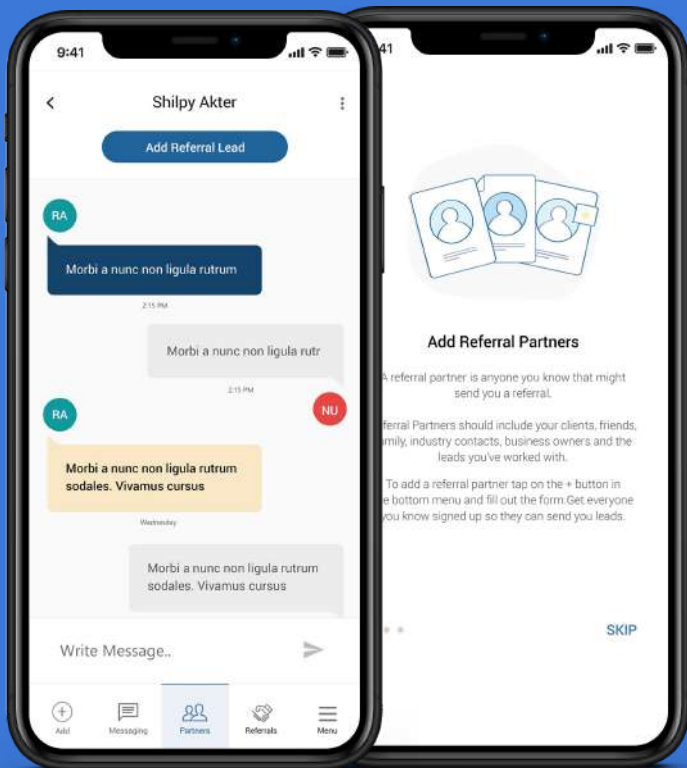 9:41
Shilpy Akter
Add Referral Lead
RA
Morbi a nunc non ligula rutrum
2:15 PM
Morbi a nunc non ligula rutr
2:15 PM
NU
RA
Morbi a nunc non ligula rutrum
sodales. Vivamus cursus
Wednesday
Morbi a nunc non ligula rutrum
sodales. Vivamus cursus
Write Message..
Add
Messaging
Partners
Referrals
Menu
41
Add Referral Partners
A referral partner is anyone you know that might
send you a referral.
ferral Partners should include your clients, friends,
mily, industry contacts, business owners and the
leads you've worked with.
To add a referral partner tap on the + button in
e bottom menu and fill out the form.Get everyone
you know signed up so they can send you leads.
SKIP